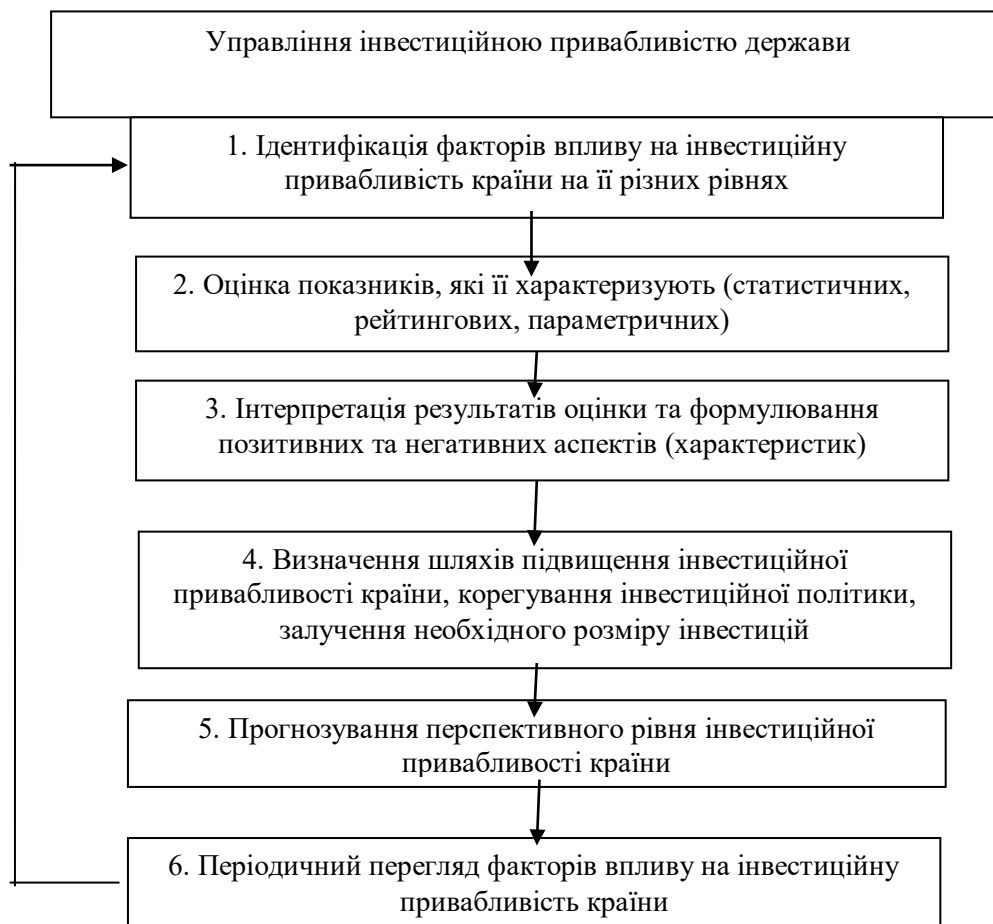 Управління інвестиційною привабливістю держави
1. Ідентифікація факторів впливу на інвестиційну
привабливість країни на її різних рівнях
2. Оцінка показників, які її характеризують (статистичних,
рейтингових, параметричних)
3. Інтерпретація результатів оцінки та формулювання
позитивних та негативних аспектів (характеристик)
4. Визначення шляхів підвищення інвестиційної
привабливості країни, корегування інвестиційної політики,
залучення необхідного розміру інвестицій
5. Прогнозування перспективного рівня інвестиційної
привабливості країни
6. Періодичний перегляд факторів впливу на інвестиційну
привабливість країни